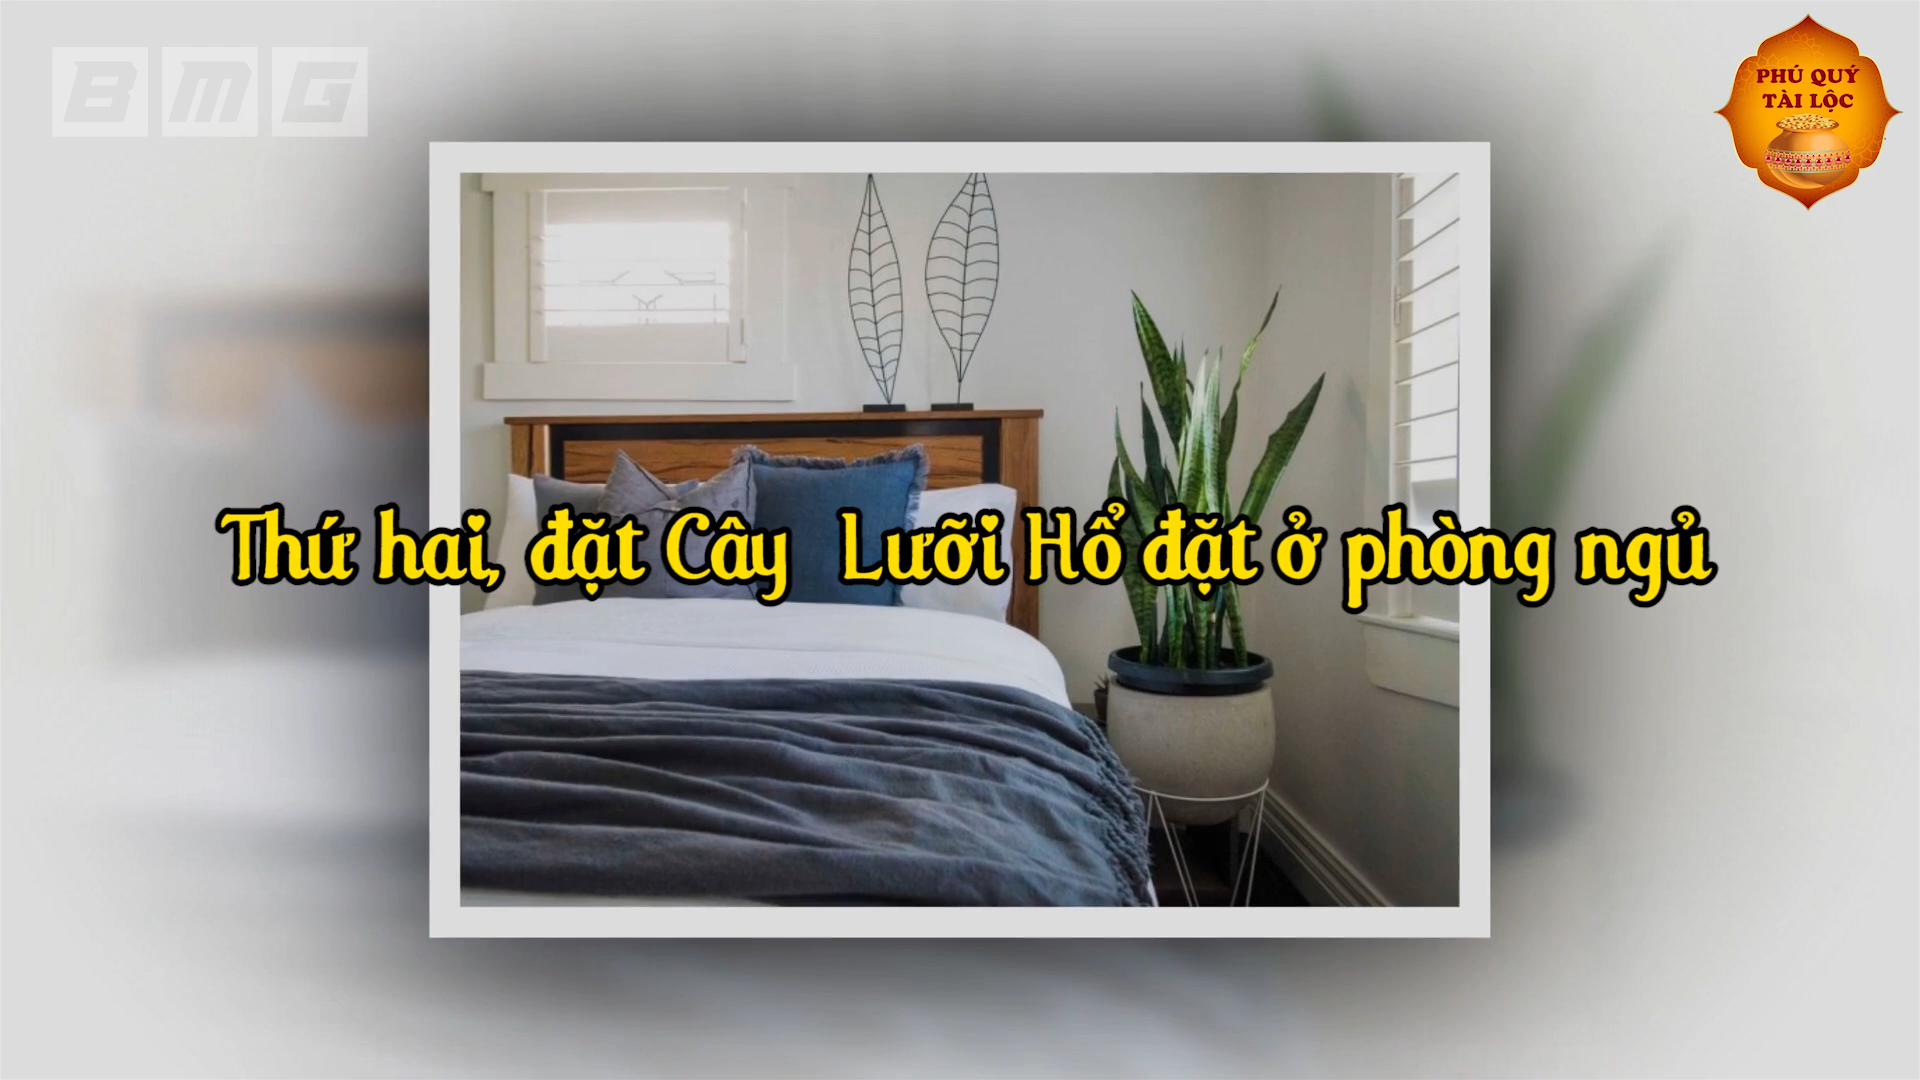 BMG
PHÚ QUÝ
TÀI LỘC
Thứ hai, đặt Cây Lưỡi Hổ đặt ở phòng ngủ